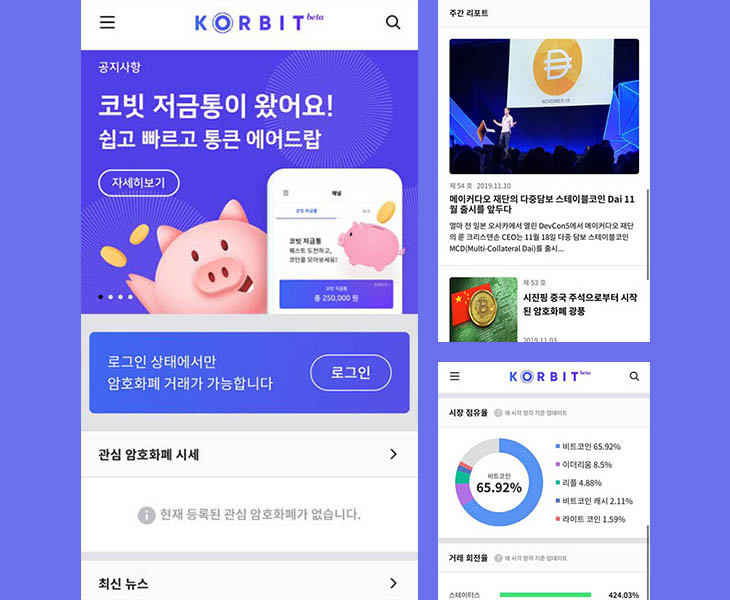 KORBIT beta
공지사항
코빗 저금통이 왔어요!
쉽고 빠르고 통큰 에어드랍
자세히보기
채널
코빗 저금통
뉴스
코빗 저금통
퀘스트 도전하고,
코인을 모아보세요!
코빗 저금통
총 250,000 원
로그인 상태에서만
암호화폐 거래가 가능합니다
로그인
관심 암호화폐 시세
현재 등록된 관심 암호화폐가 없습니다.
최신 뉴스
주간 리포트
NOVEMBER 18
제 54 호 2019.11.10
메이커다오 재단의 다중담보 스테이블코인 Dai 11
월 출시를 앞두다
얼마 전 일본 오사카에서 열린 DevCon5에서 메이커다오 재단
의 룬 크리스텐슨 CEO는 11월 18일 다중 담보 스테이블코인
MCD(Multi-Collateral Dai)를 출시...
제 53 호
시진핑 중국 주석으로부터 시작
된 암호화폐 광풍
2019.11.03
KORBIT beta
시장 점유율
매 시각 정각 기준 업데이트
비트코인
65.92%
비트코인 65.92%
이더리움 8.5%
리플 4.88%
비트코인 캐시 2.11%
라이트 코인 1.59%
거래 회전율
매 시각 정각 기준 업데이트
스테이터스
424.03%